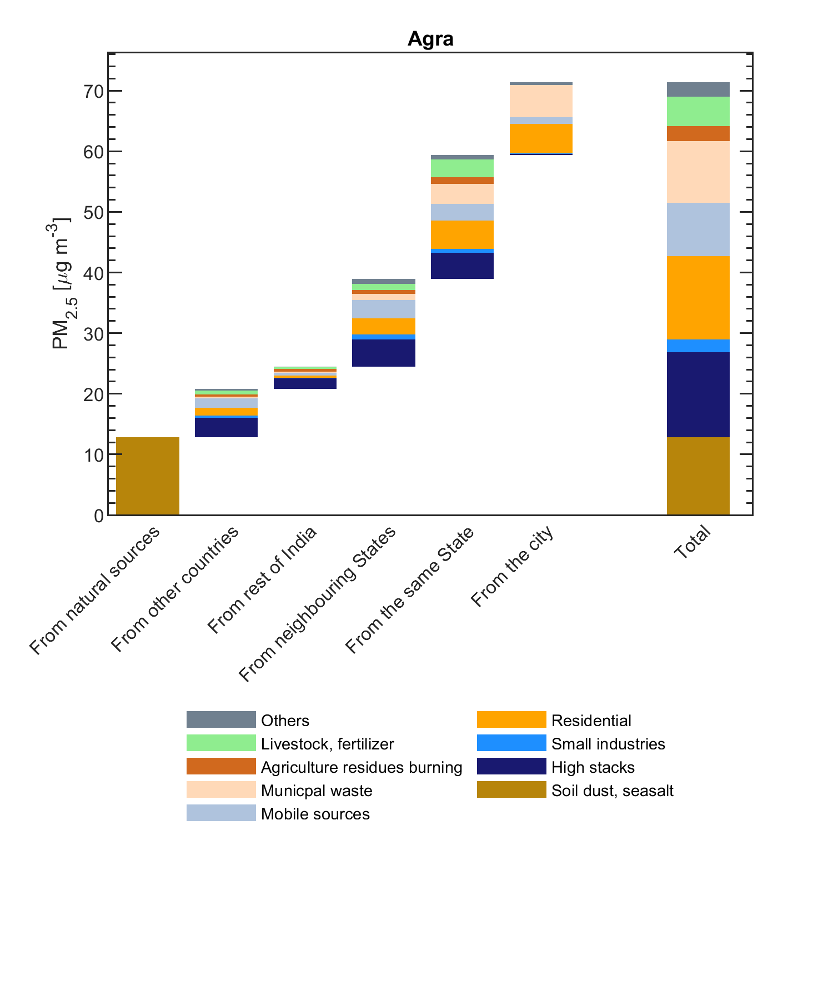 Agra
70
60
50
40
30
20
10
0
PM2.5 [μg m-3]
From natural sources
From other countries
From rest of India
From neighbouring States
From the same State
From the city
Total
Others
Livestock, fertilizer
Agriculture residues burning
Municpal waste
Mobile sources
Residential
Small industries
High stacks
Soil dust, seasalt